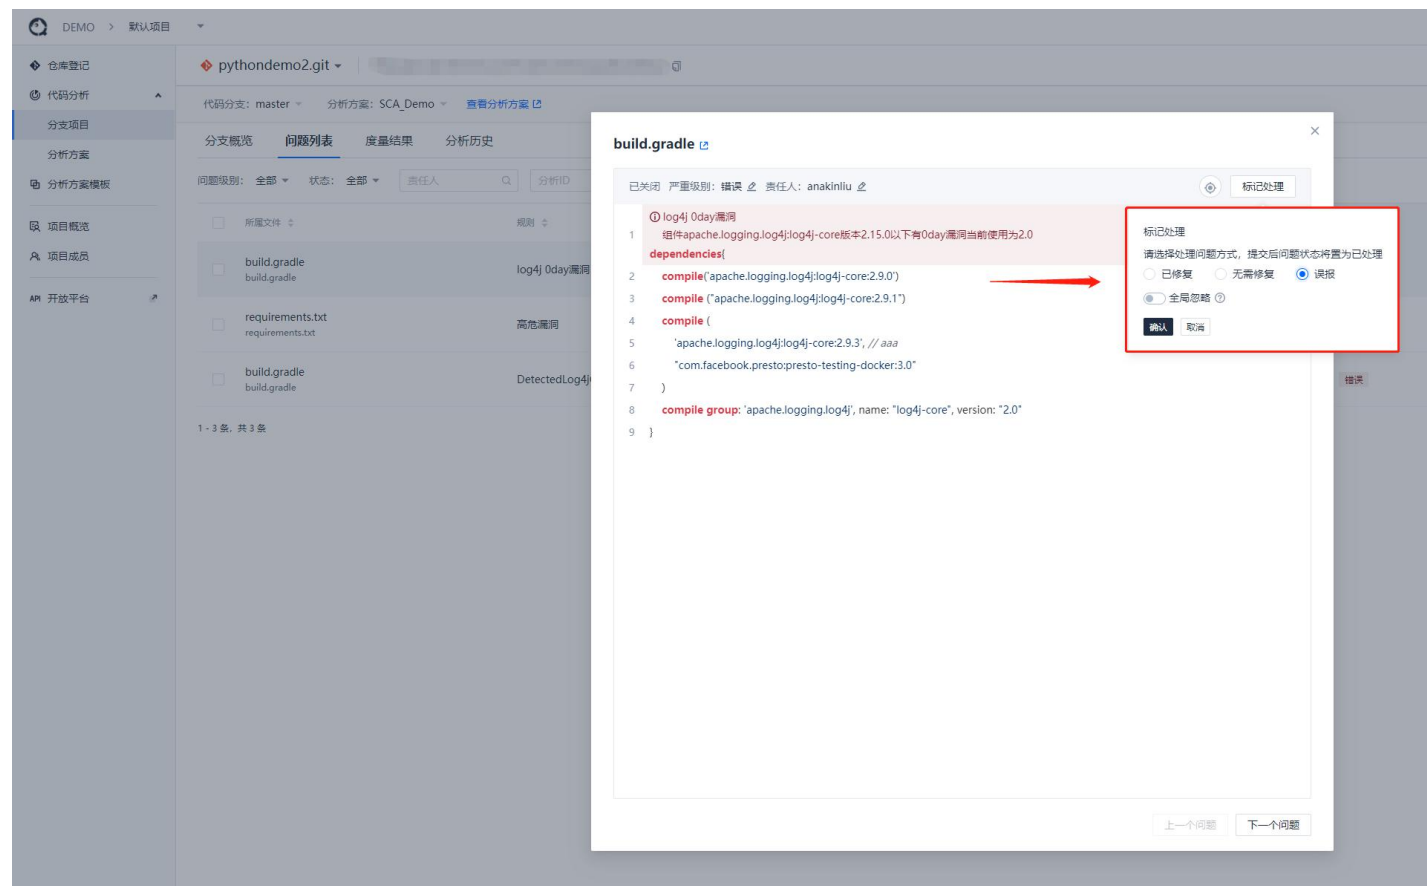 DEMO > 默认项目
仓库登记
代码分析
分支项目
分析方案
分析方案模板
项目概览
项目成员
API 开放平台
pythondemo2.git
代码分支: master 分析方案: SCA_Demo 查看分析方案
分支概览 问题列表 度量结果 分析历史
问题级别: 全部 状态: 全部 责任人 分析ID
所属文件 规则
build.gradle
build.gradle
log4j 0day漏洞
requirements.txt
requirements.txt
高危漏洞
build.gradle
build.gradle
DetectedLog4j
错误
1 - 3 条, 共 3 条
build.gradle
已关闭 严重级别: 错误 责任人: anakinliu
标记处理
log4j 0day漏洞
1 组件apache.logging.log4j:log4j-core版本2.15.0以下有0day漏洞当前使用为2.0
dependencies{
2 compile('apache.logging.log4j:log4j-core:2.9.0')
3 compile ("apache.logging.log4j:log4j-core:2.9.1")
4 compile (
5 'apache.logging.log4j:log4j-core:2.9.3', // aaa
6 "com.facebook.presto:presto-testing-docker:3.0"
7 )
8 compile group: 'apache.logging.log4j', name: "log4j-core", version: "2.0"
9 }
标记处理
请选择处理问题方式，提交后问题状态将置为已处理
已修复 无需修复 误报
全局忽略
确认 取消
上一个问题 下一个问题